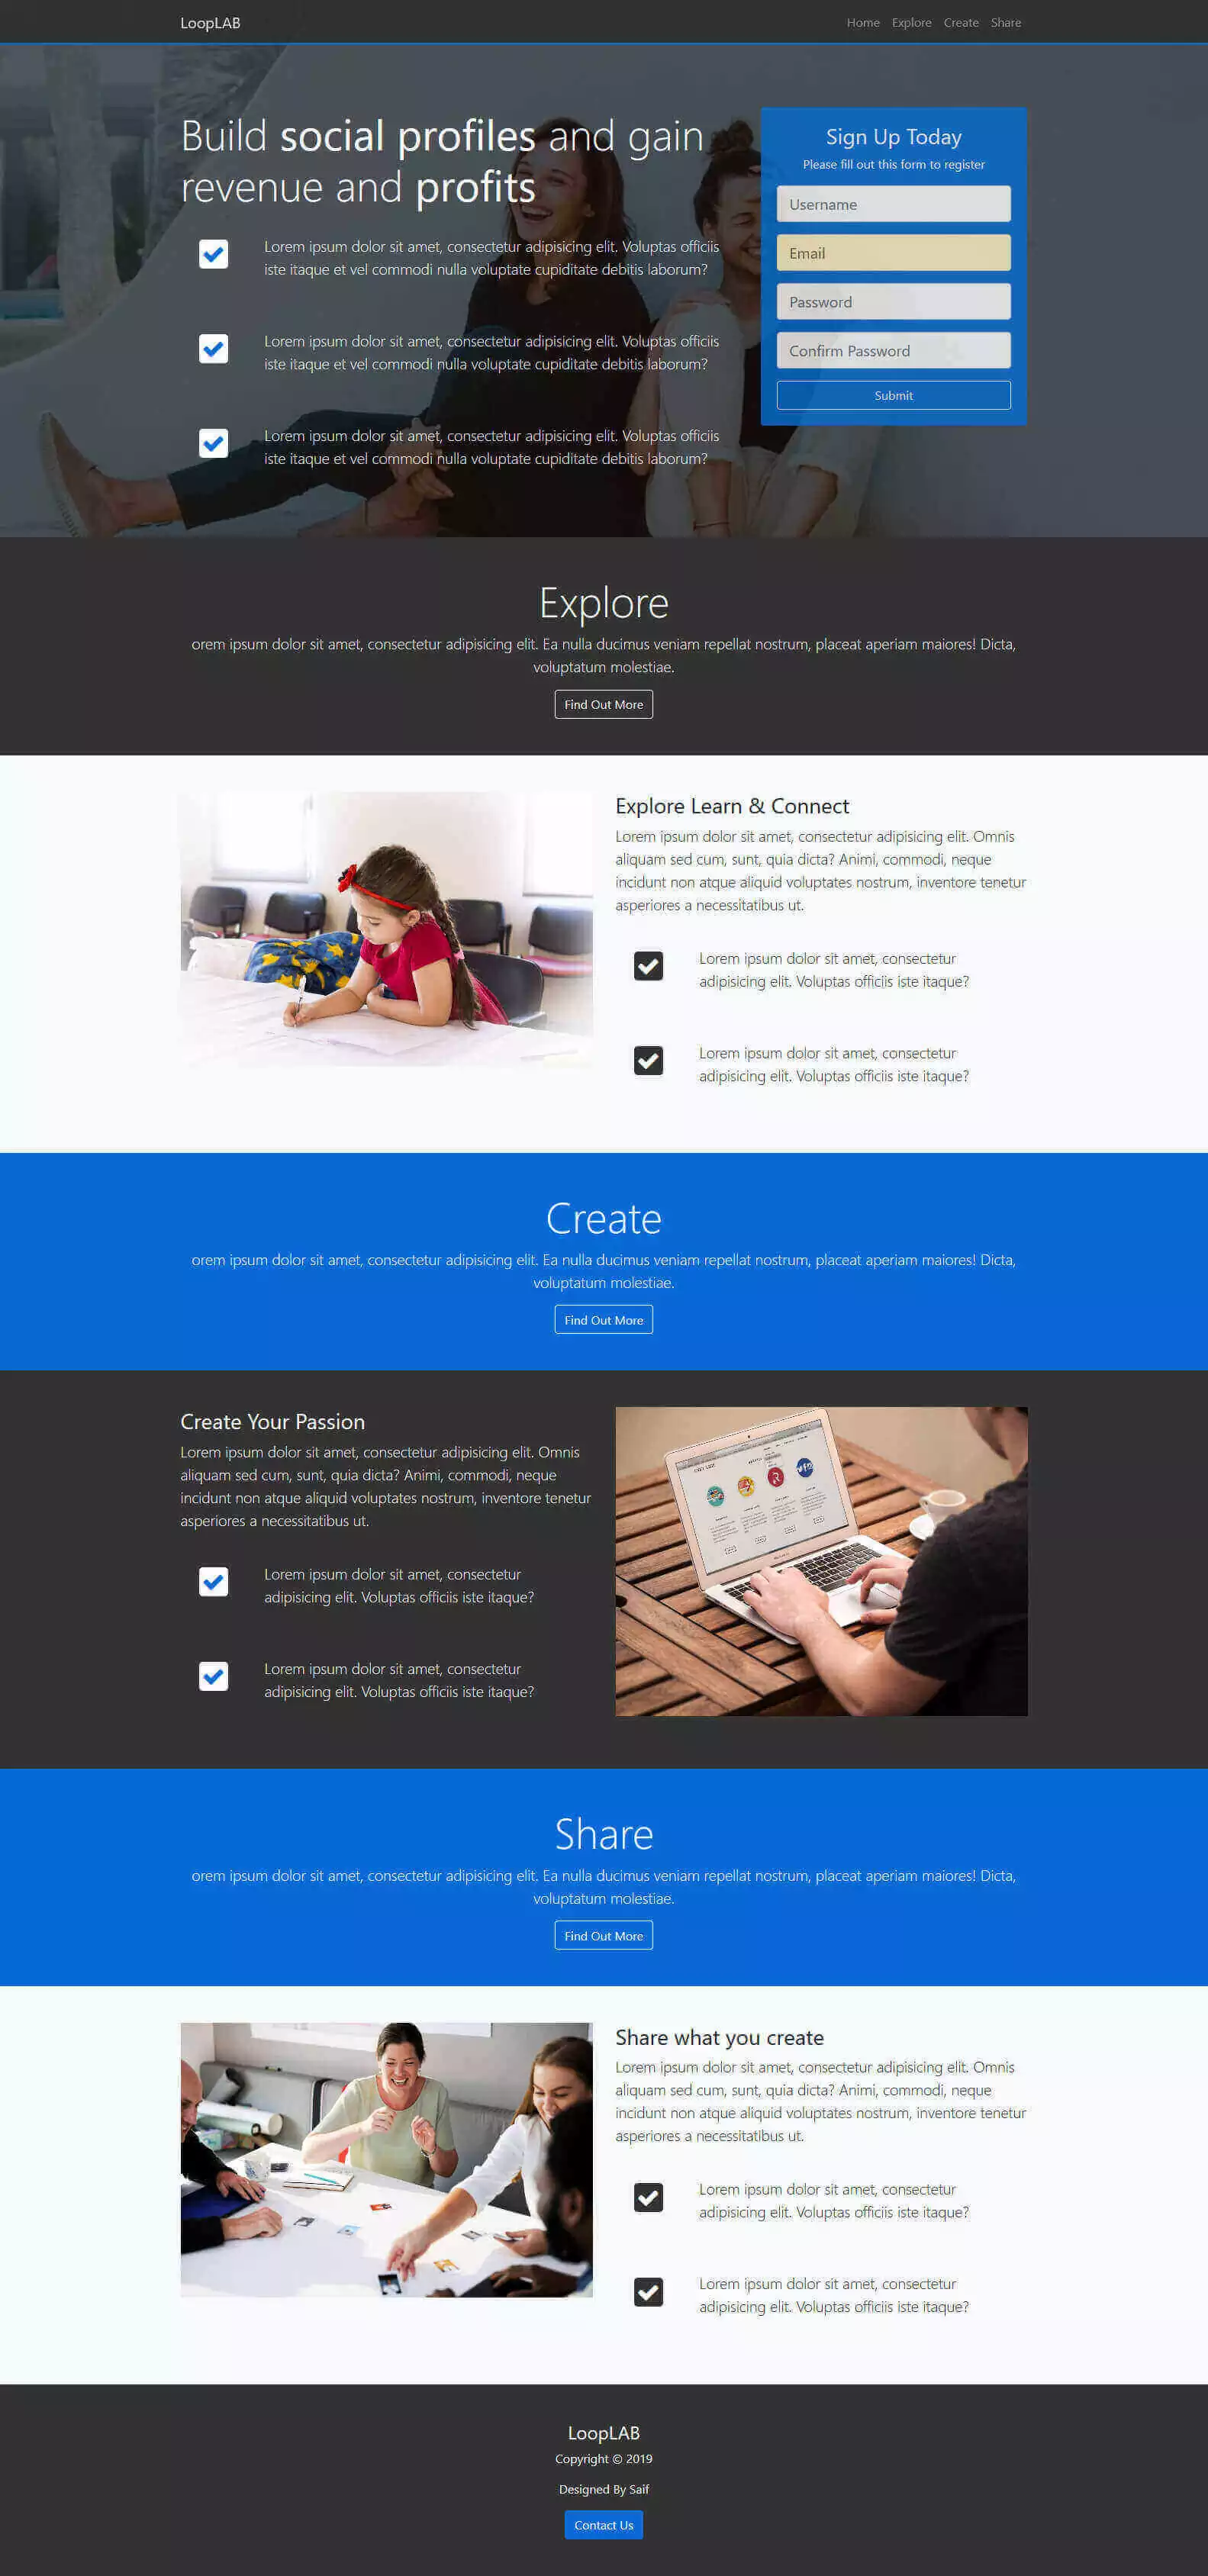 LoopLAB
Home Explore Create Share
Build social profiles and gain
revenue and profits
Lorem ipsum dolor sit amet, consectetur adipisicing elit. Voluptas officiis
iste itaque et vel commodi nulla voluptate cupiditate debitis laborum?
Lorem ipsum dolor sit amet, consectetur adipisicing elit. Voluptas officiis
iste itaque et vel commodi nulla voluptate cupiditate debitis laborum?
Lorem ipsum dolor sit amet, consectetur adipisicing elit. Voluptas officiis
iste itaque et vel commodi nulla voluptate cupiditate debitis laborum?
Sign Up Today
Please fill out this form to register
Username
Email
Password
Confirm Password
Submit
Explore
orem ipsum dolor sit amet, consectetur adipisicing elit. Ea nulla ducimus veniam repellat nostrum, placeat aperiam maiores! Dicta,
voluptatum molestiae.
Find Out More
Explore Learn & Connect
Lorem ipsum dolor sit amet, consectetur adipisicing elit. Omnis
aliquam sed cum, sunt, quia dicta? Animi, commodi, neque
incidunt non atque aliquid voluptates nostrum, inventore tenetur
asperiores a necessitatibus ut.
Lorem ipsum dolor sit amet, consectetur
adipisicing elit. Voluptas officiis iste itaque?
Lorem ipsum dolor sit amet, consectetur
adipisicing elit. Voluptas officiis iste itaque?
Create
orem ipsum dolor sit amet, consectetur adipisicing elit. Ea nulla ducimus veniam repellat nostrum, placeat aperiam maiores! Dicta,
voluptatum molestiae.
Find Out More
Create Your Passion
Lorem ipsum dolor sit amet, consectetur adipisicing elit. Omnis
aliquam sed cum, sunt, quia dicta? Animi, commodi, neque
incidunt non atque aliquid voluptates nostrum, inventore tenetur
asperiores a necessitatibus ut.
Lorem ipsum dolor sit amet, consectetur
adipisicing elit. Voluptas officiis iste itaque?
Lorem ipsum dolor sit amet, consectetur
adipisicing elit. Voluptas officiis iste itaque?
Share
orem ipsum dolor sit amet, consectetur adipisicing elit. Ea nulla ducimus veniam repellat nostrum, placeat aperiam maiores! Dicta,
voluptatum molestiae.
Find Out More
Share what you create
Lorem ipsum dolor sit amet, consectetur adipisicing elit. Omnis
aliquam sed cum, sunt, quia dicta? Animi, commodi, neque
incidunt non atque aliquid voluptates nostrum, inventore tenetur
asperiores a necessitatibus ut.
Lorem ipsum dolor sit amet, consectetur
adipisicing elit. Voluptas officiis iste itaque?
Lorem ipsum dolor sit amet, consectetur
adipisicing elit. Voluptas officiis iste itaque?
LoopLAB
Copyright © 2019
Designed By Saif
Contact Us